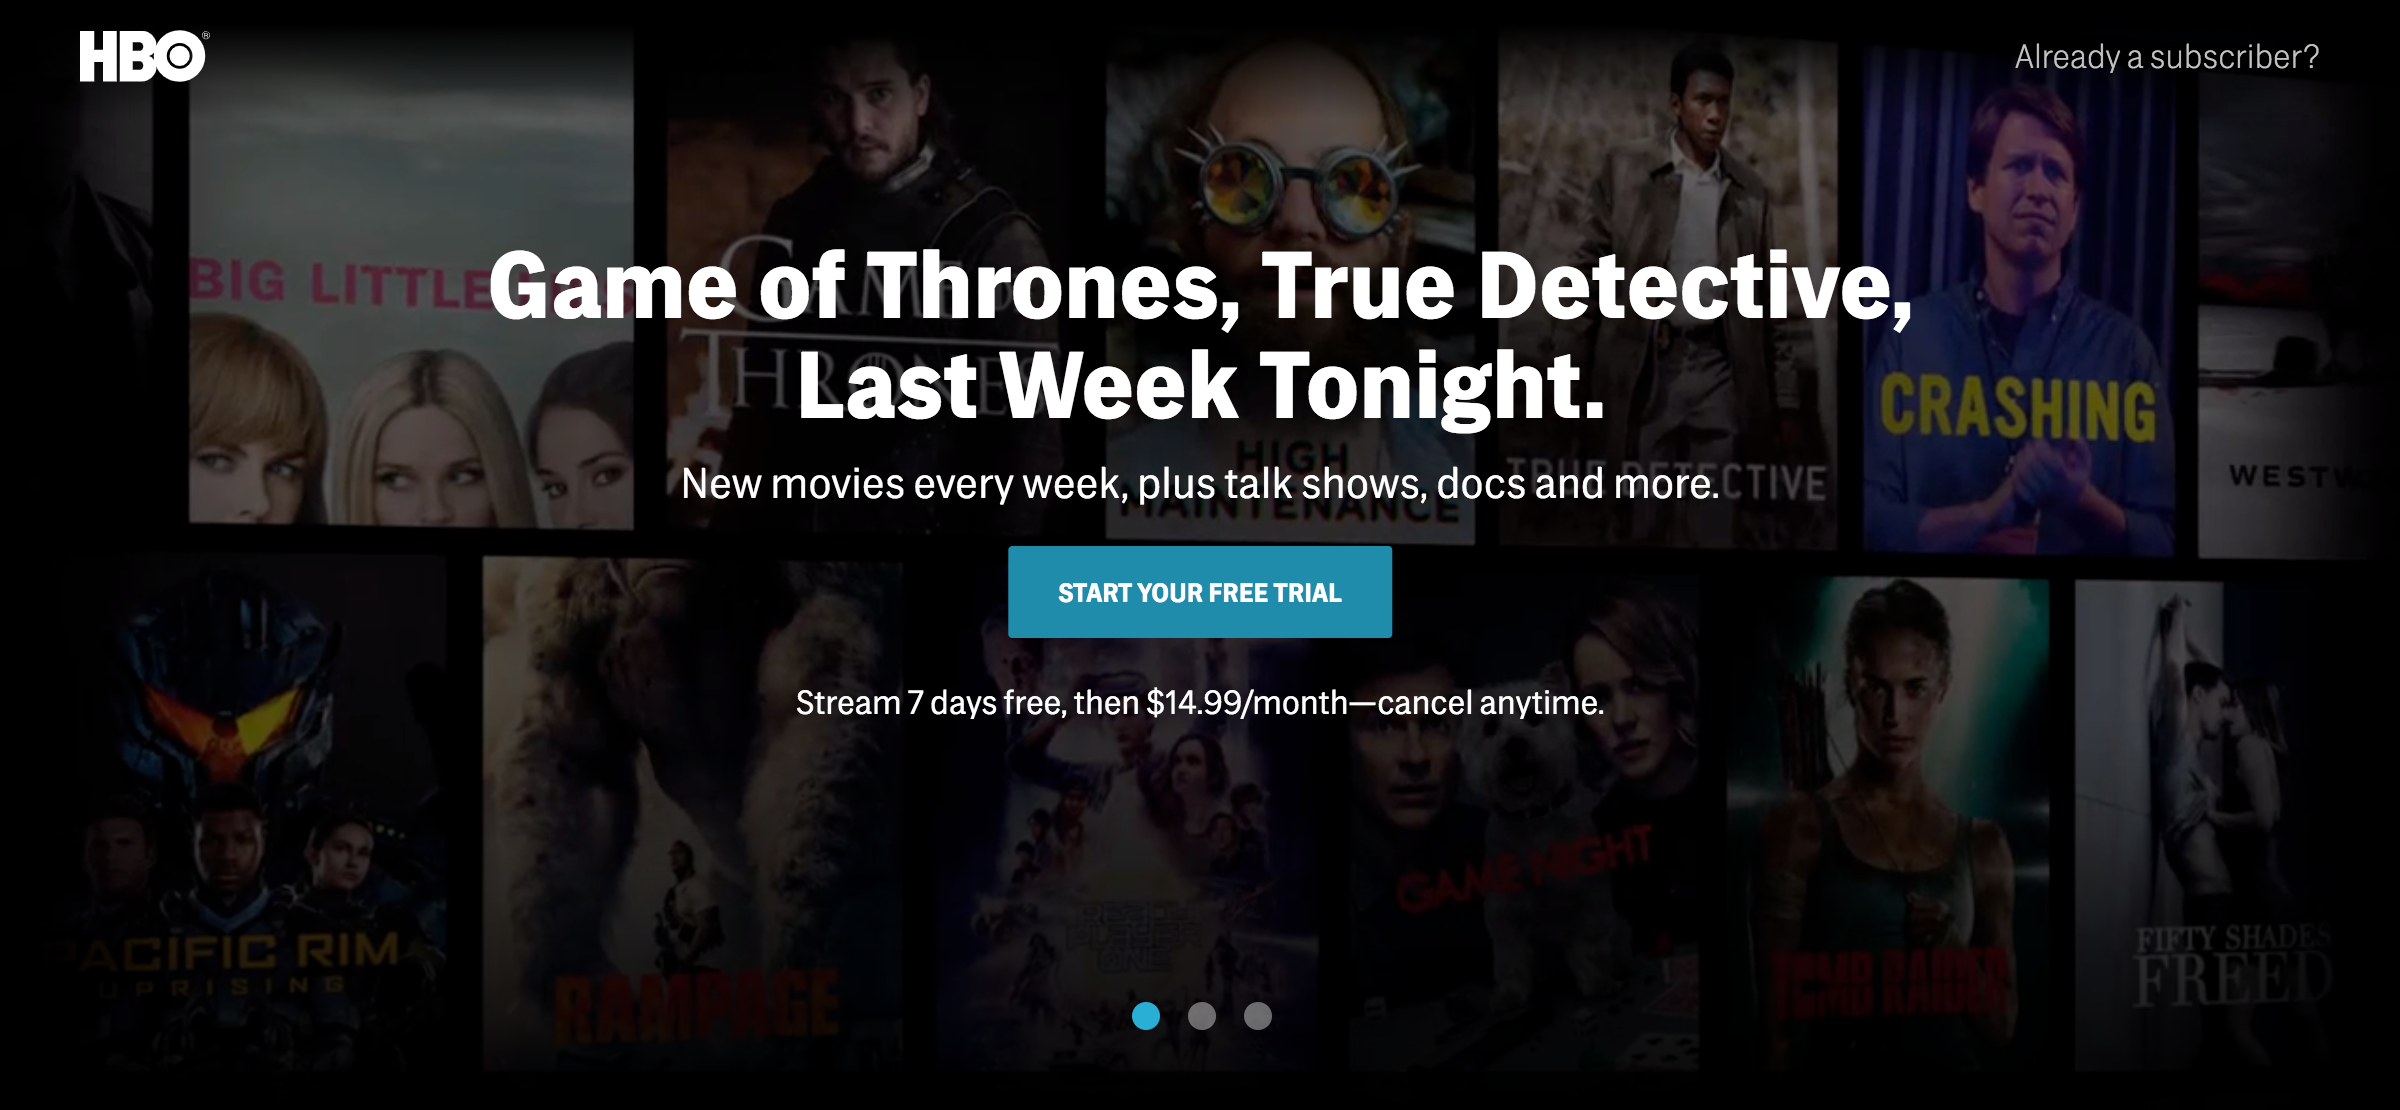 HBO®
Already a subscriber?
BIG LITTLE
GAME
THRONES
HIGH
MAINTENANCE
TRUE DETECTIVE
CRASHING
Game of Thrones, True Detective,
Last Week Tonight.
New movies every week, plus talk shows, docs and more.
START YOUR FREE TRIAL
Stream 7 days free, then $14.99/month—cancel anytime.
PACIFIC RIM
UPRISING
RAMPAGE
READY
PLAYER
ONE
GAME NIGHT
TOMB RAIDER
FIFTY SHADES
FREED